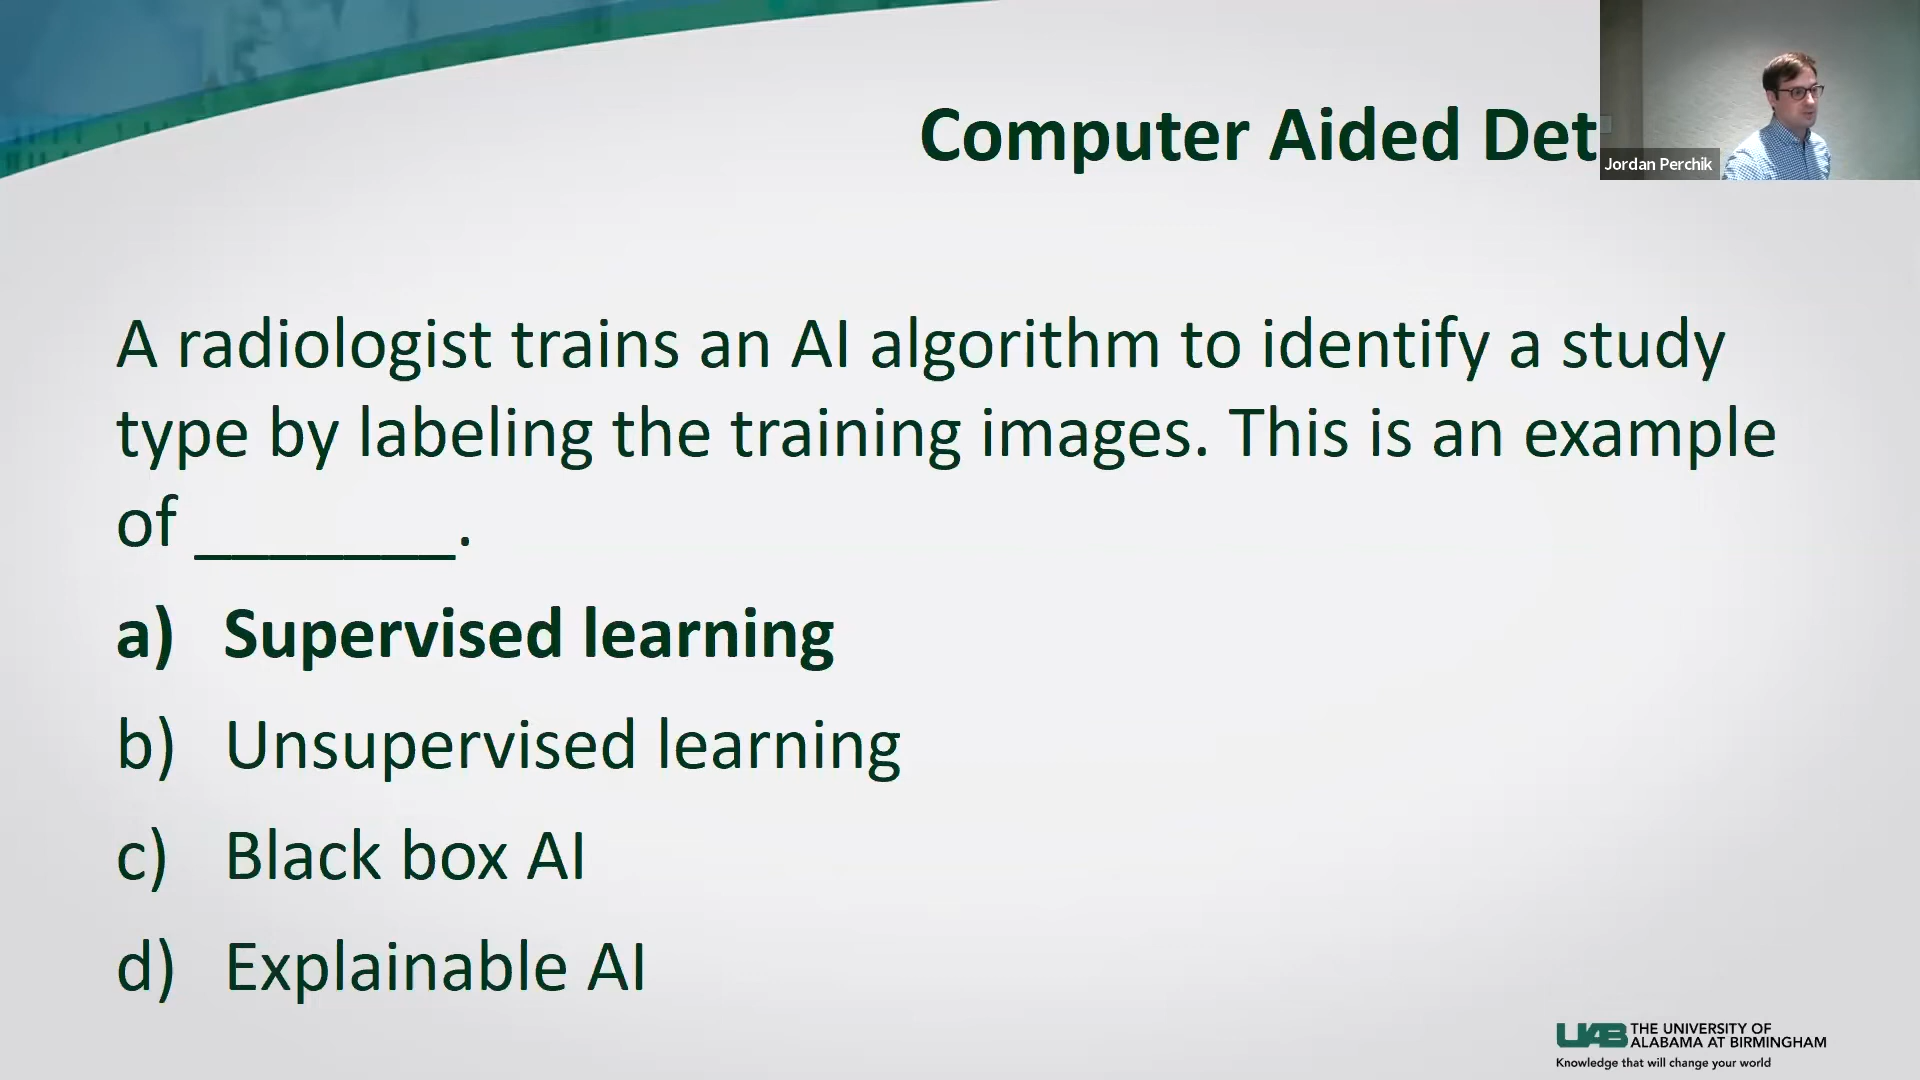 Computer Aided Det
Jordan Perchik
A radiologist trains an AI algorithm to identify a study
type by labeling the training images. This is an example
of _______.
a) Supervised learning
b) Unsupervised learning
c) Black box AI
d) Explainable AI
UAB THE UNIVERSITY OF
ALABAMA AT BIRMINGHAM
Knowledge that will change your world